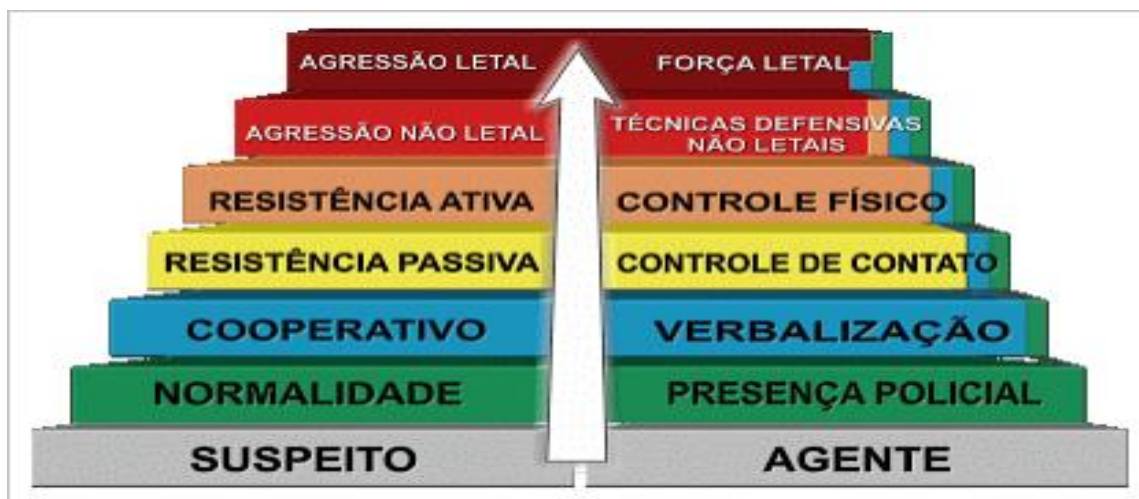 AGRESSÃO LETAL
FORÇA LETAL
AGRESSÃO NÃO LETAL
TÉCNICAS DEFENSIVAS
NÃO LETAIS
RESISTÊNCIA ATIVA
CONTROLE FÍSICO
RESISTÊNCIA PASSIVA
CONTROLE DE CONTATO
COOPERATIVO
VERBALIZAÇÃO
NORMALIDADE
PRESENÇA POLICIAL
SUSPEITO
AGENTE